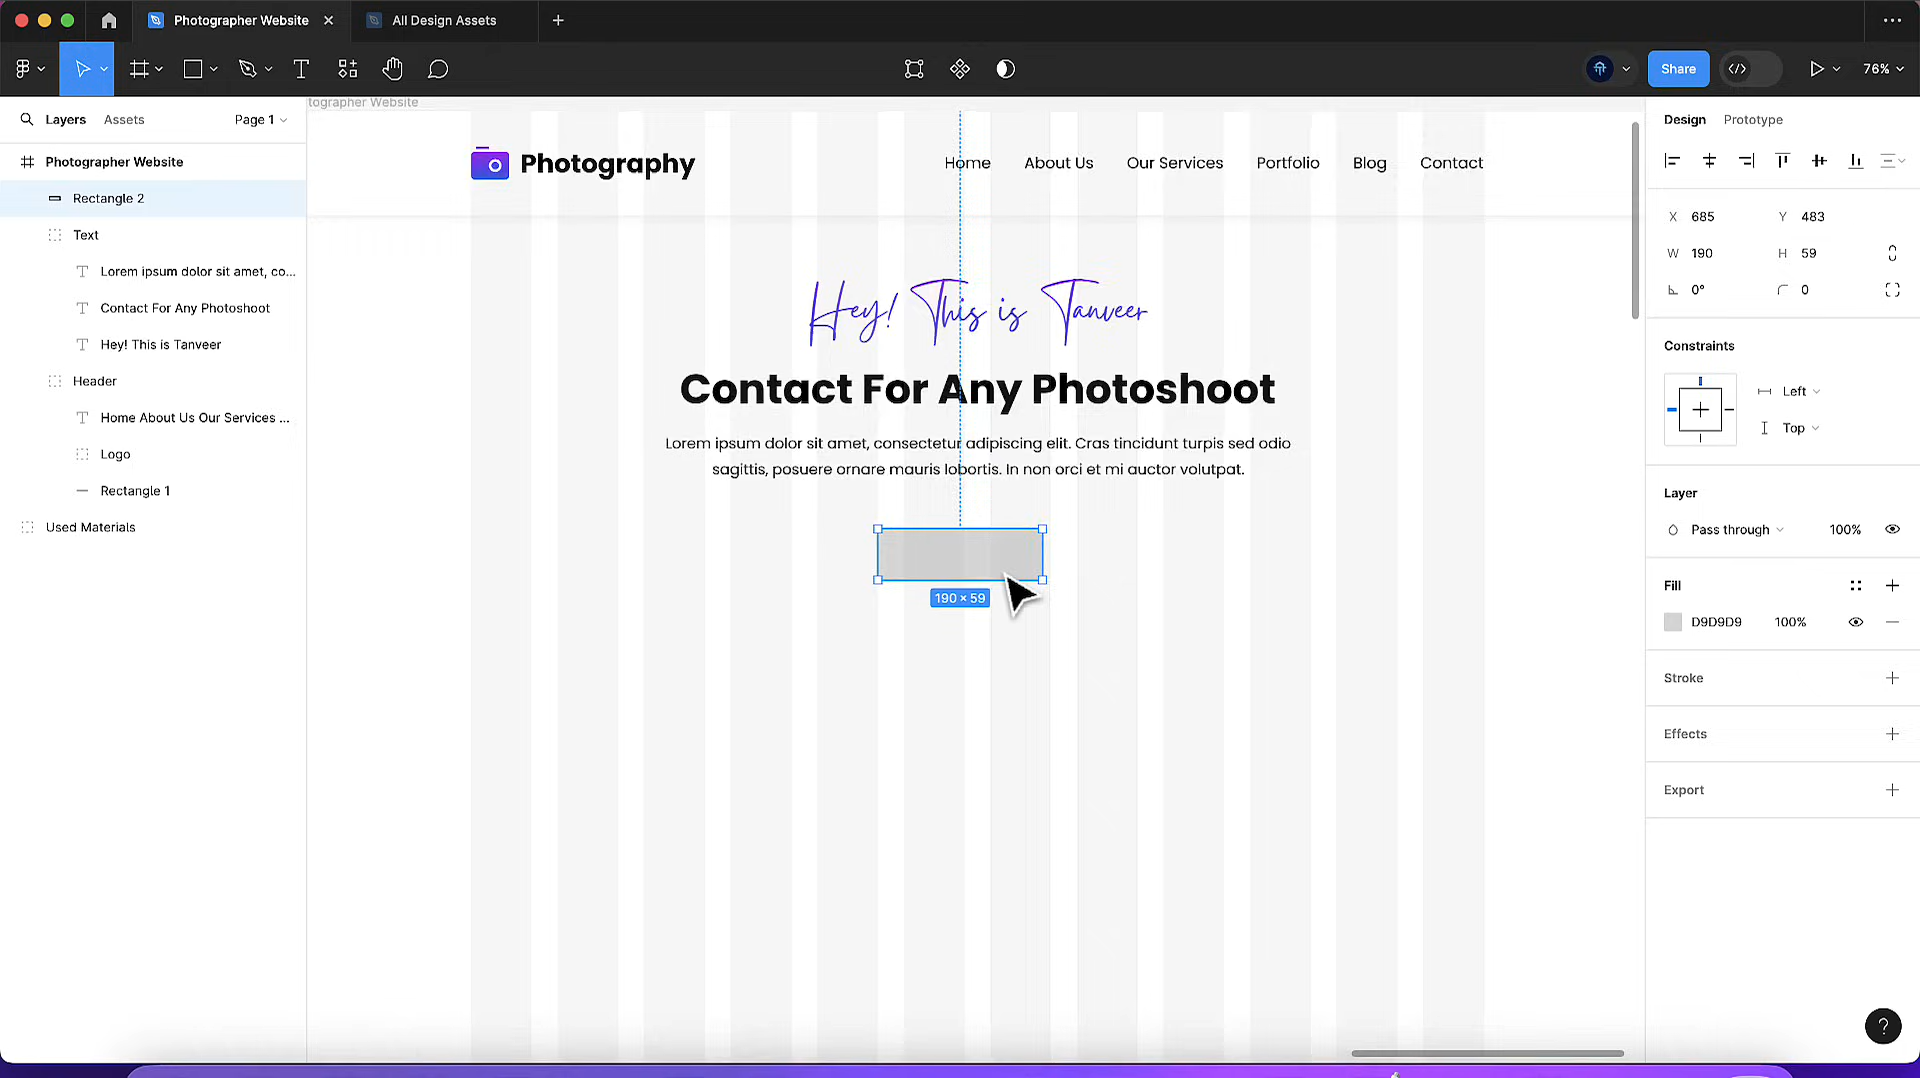 Photographer Website
All Design Assets
Share
76%
Layers
Assets
Page 1
Photographer Website
Rectangle 2
Text
Lorem ipsum dolor sit amet, co...
Contact For Any Photoshoot
Hey! This is Tanveer
Header
Home About Us Our Services ...
Logo
Rectangle 1
Used Materials
tographer Website
Photography
Home
About Us
Our Services
Portfolio
Blog
Contact
Hey! This is Tanveer
Contact For Any Photoshoot
Lorem ipsum dolor sit amet, consectetur adipiscing elit. Cras tincidunt turpis sed odio
sagittis, posuere ornare mauris lobortis. In non orci et mi auctor volutpat.
190 × 59
Design
Prototype
X 685
Y 483
W 190
H 59
0°
0
Constraints
Left
Top
Layer
Pass through
100%
Fill
D9D9D9
100%
Stroke
Effects
Export
?